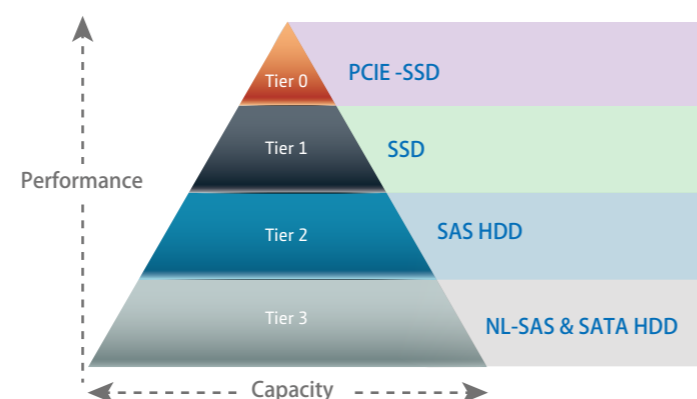 Tier 0
PCIE -SSD
Tier 1
SSD
Performance
Tier 2
SAS HDD
Tier 3
NL-SAS & SATA HDD
Capacity